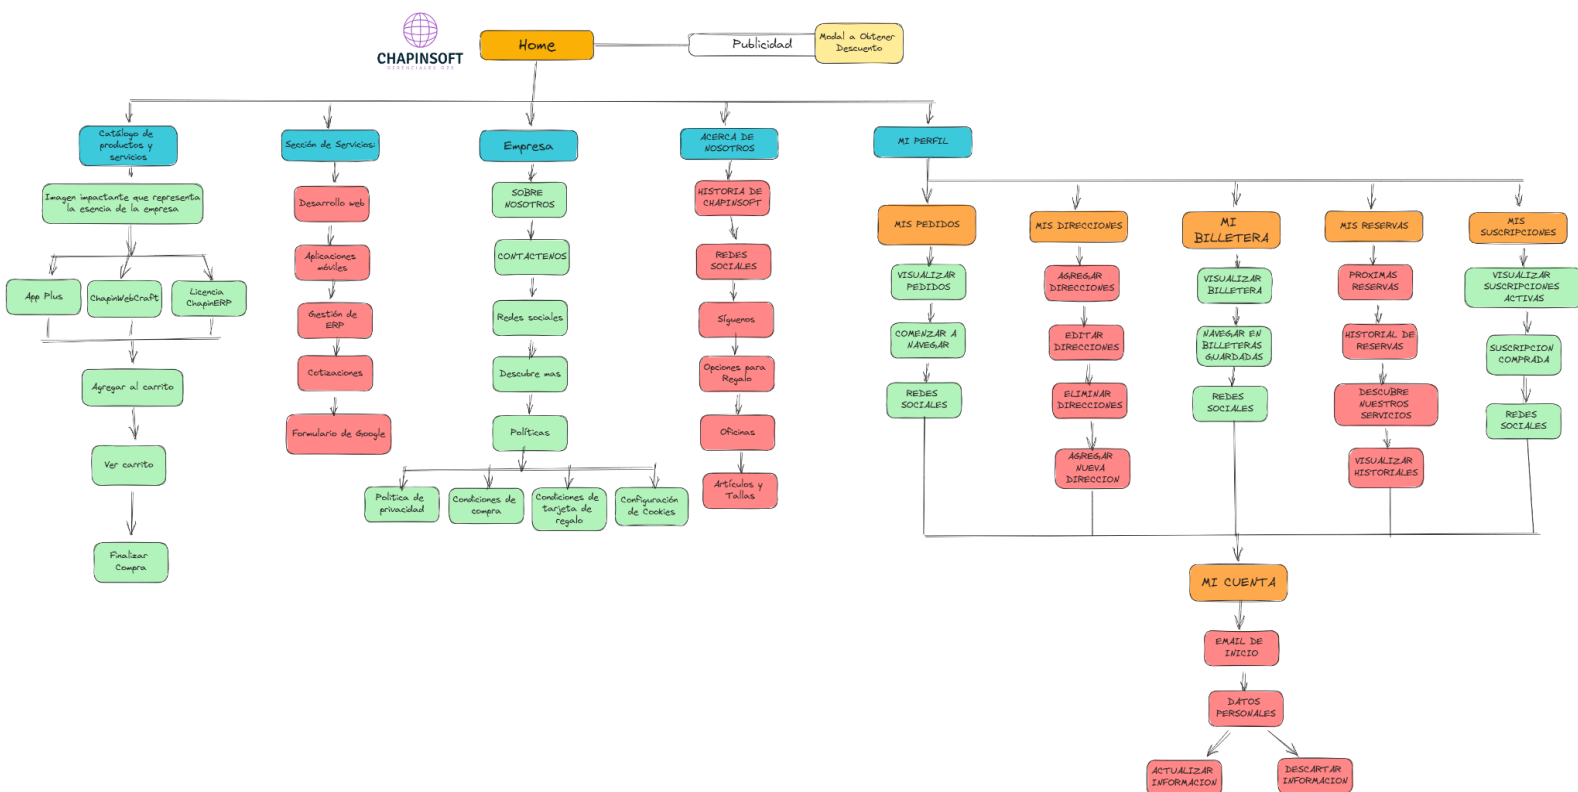 CHAPINSOFT
Home
Publicidad
Modal a Obtener
Descuento
Catálogo de
productos y
servicios
Imagen impactante que representa
la esencia de la empresa
App Plus
ChapinWebCraft
Licencia
ChapinERP
Agregar al carrito
Ver carrito
Finalizar
Compra
Sección de Servicios:
Desarrollo web
Aplicaciones
móviles
Gestión de
ERP
Cotizaciones
Formulario de Google
Empresa
SOBRE
NOSOTROS
CONTACTENOS
Redes sociales
Descubre mas
Políticas
Política de
privacidad
Condiciones de
compra
Condiciones de
tarjeta de
regalo
Configuración
de Cookies
ACERCA DE
NOSOTROS
HISTORIA DE
CHAPINSOFT
REDES
SOCIALES
Síguenos
Opciones para
Regalo
Oficinas
Artículos y
Tallas
MI PERFIL
MIS PEDIDOS
VISUALIZAR
PEDIDOS
COMENZAR A
NAVEGAR
REDES
SOCIALES
MIS DIRECCIONES
AGREGAR
DIRECCIONES
EDITAR
DIRECCIONES
ELIMINAR
DIRECCIONES
AGREGAR
NUEVA
DIRECCION
MI
BILLETERA
VISUALIZAR
BILLETERA
NAVEGAR EN
BILLETERAS
GUARDADAS
REDES
SOCIALES
MIS RESERVAS
PROXIMAS
RESERVAS
HISTORIAL DE
RESERVAS
DESCUBRE
NUESTROS
SERVICIOS
VISUALIZAR
HISTORIALES
MIS
SUSCRIPCIONES
VISUALIZAR
SUSCRIPCIONES
ACTIVAS
SUSCRIPCION
COMPRADA
REDES
SOCIALES
MI CUENTA
EMAIL DE
INICIO
DATOS
PERSONALES
ACTUALIZAR
INFORMACION
DESCARTAR
INFORMACION